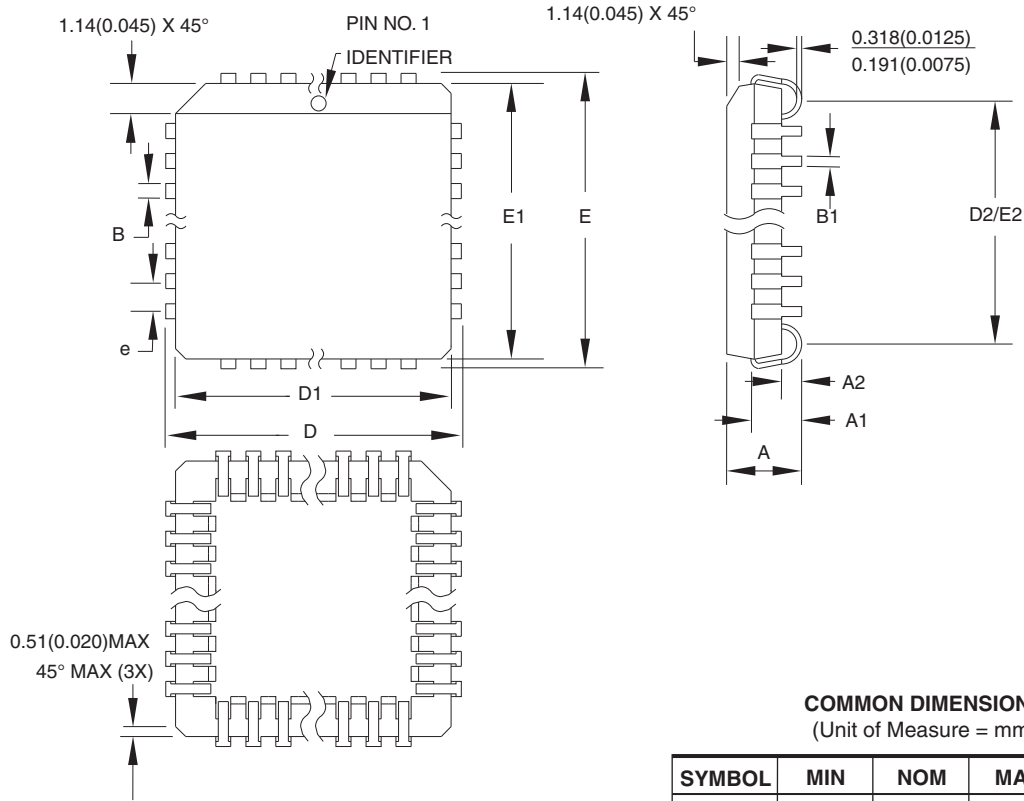 1.14(0.045) X 45°
PIN NO. 1
IDENTIFIER
1.14(0.045) X 45°
0.318(0.0125)
0.191(0.0075)
B
E1
E
B1
D2/E2
e
A2
A1
A
D1
D
0.51(0.020)MAX
45° MAX (3X)
COMMON DIMENSION
(Unit of Measure = mm
SYMBOL MIN NOM MA